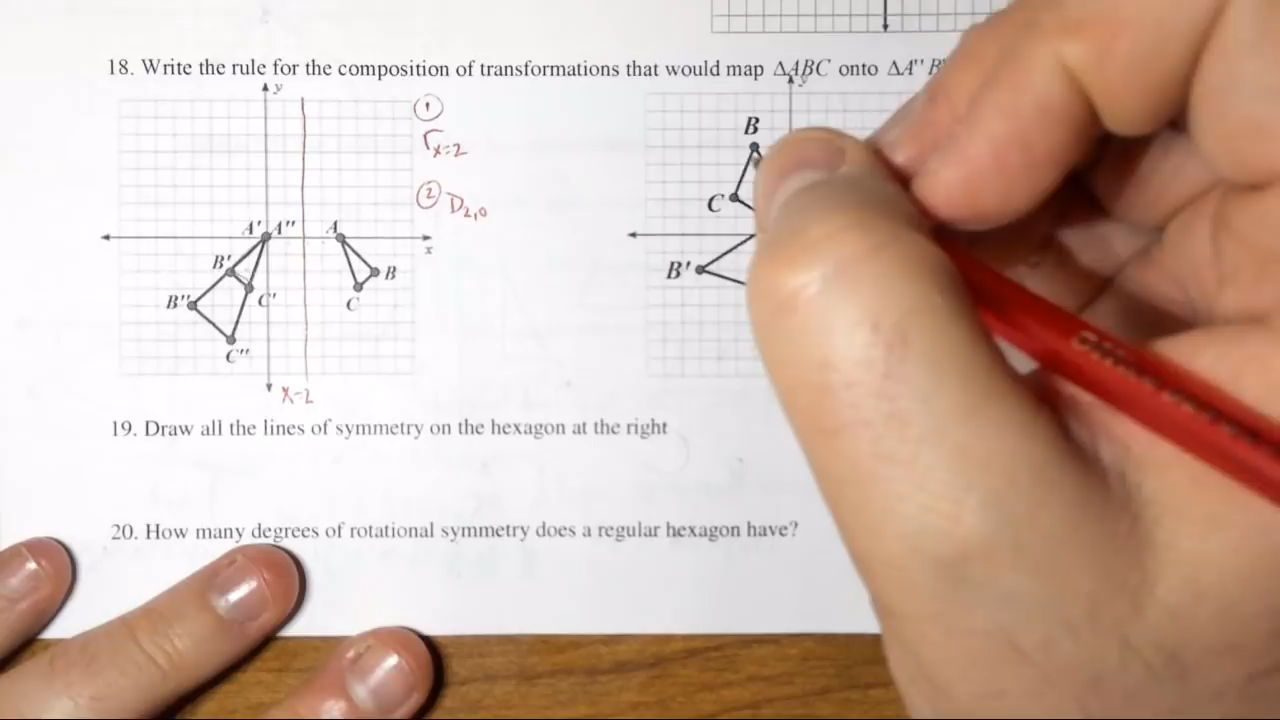 18. Write the rule for the composition of transformations that would map ΔABC onto ΔA''
y
y
①
r x=2
② D 2,0
B
C
A' A'' A
x
B'
B
B'
B''
C'
C
C''
x=2
19. Draw all the lines of symmetry on the hexagon at the right
20. How many degrees of rotational symmetry does a regular hexagon have?